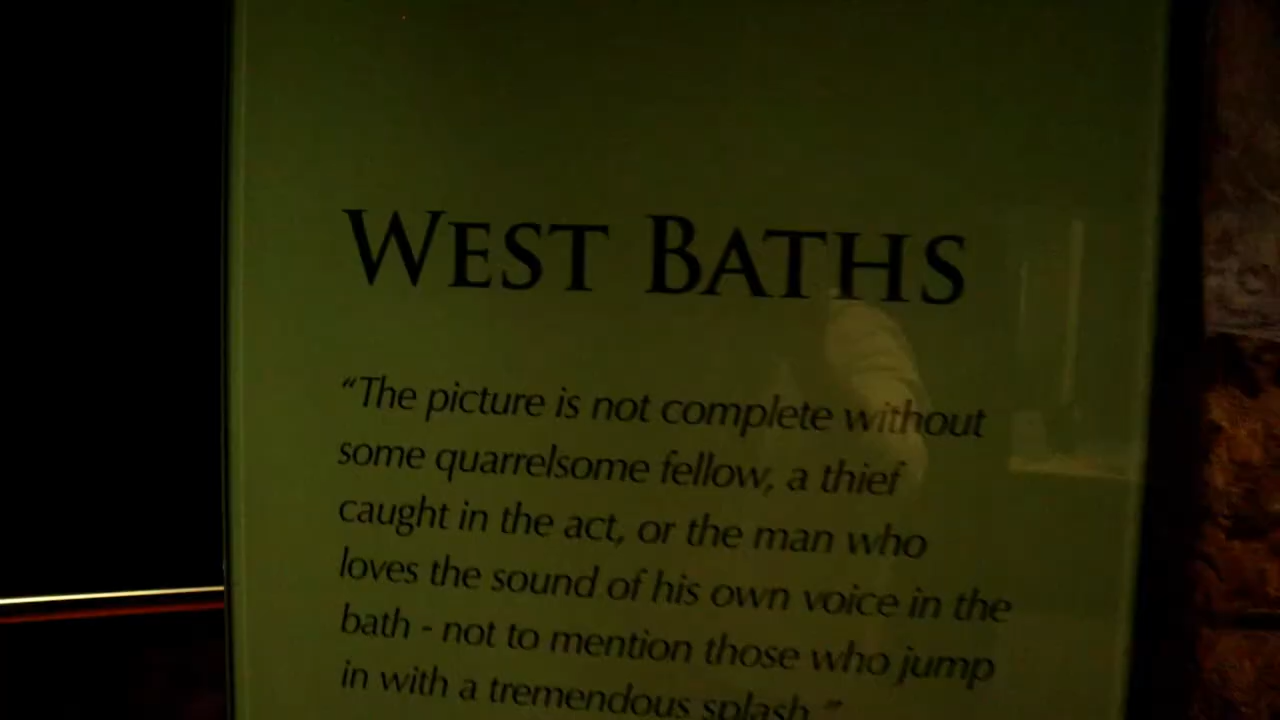 WEST BATHS
“The picture is not complete without
some quarrelsome fellow, a thief
caught in the act, or the man who
loves the sound of his own voice in the
bath - not to mention those who jump
in with a tremendous splash.”